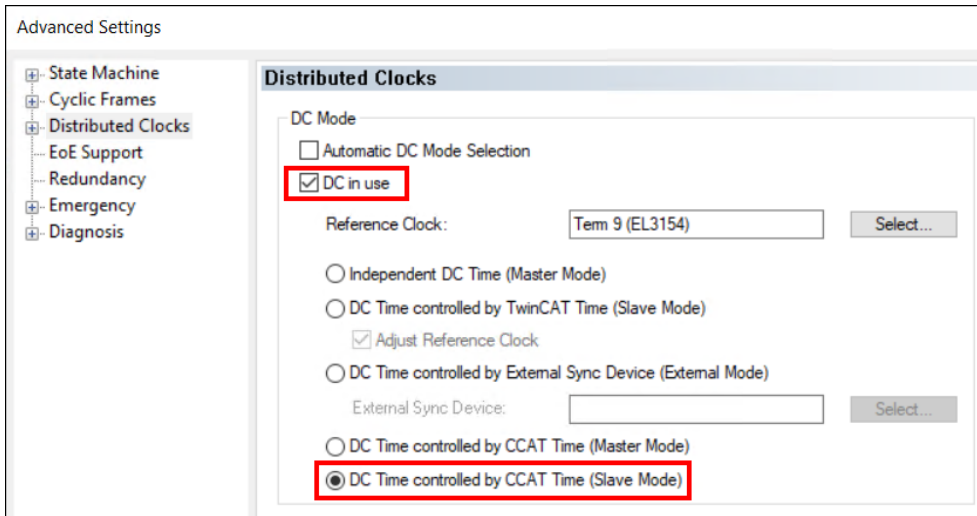 Advanced Settings
State Machine
Cyclic Frames
Distributed Clocks
EoE Support
Redundancy
Emergency
Diagnosis
Distributed Clocks
DC Mode
Automatic DC Mode Selection
DC in use
Reference Clock: Term 9 (EL3154) Select...
Independent DC Time (Master Mode)
DC Time controlled by TwinCAT Time (Slave Mode)
Adjust Reference Clock
DC Time controlled by External Sync Device (External Mode)
External Sync Device: Select...
DC Time controlled by CCAT Time (Master Mode)
DC Time controlled by CCAT Time (Slave Mode)